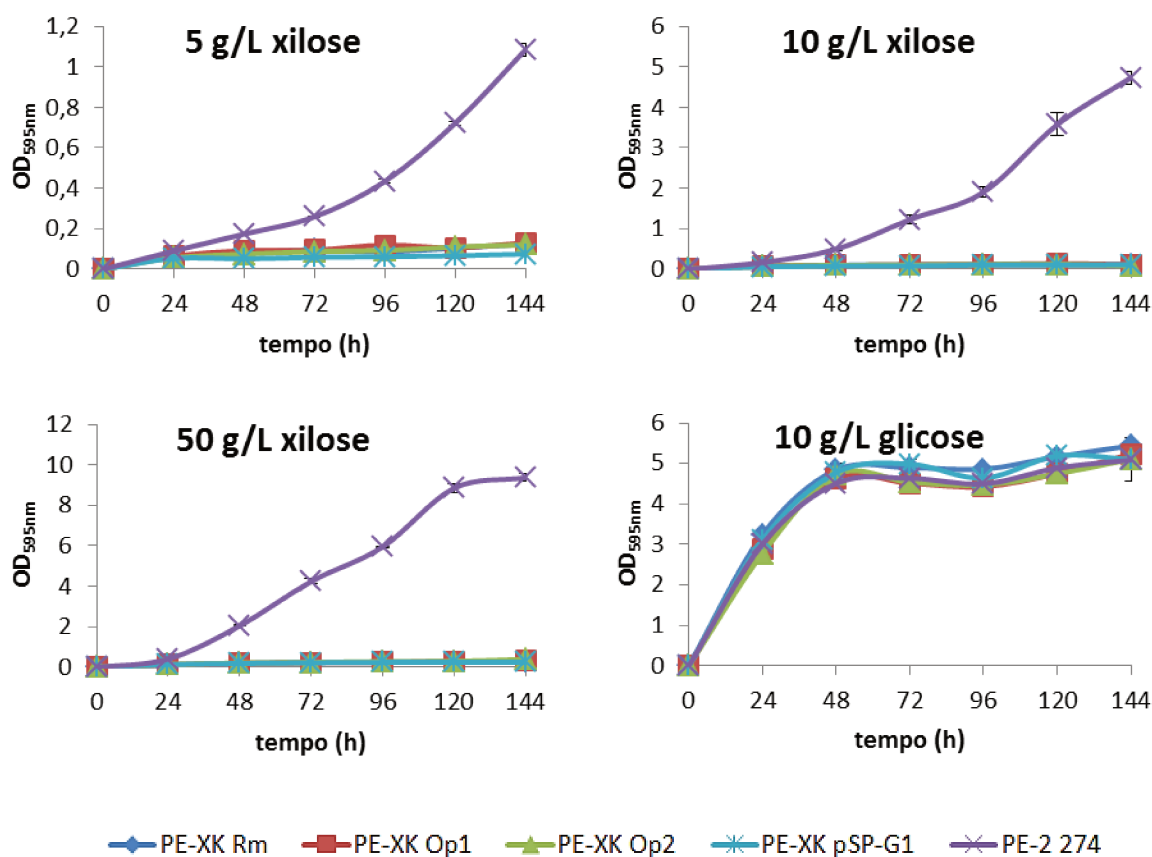 5 g/L xilose
OD595nm
1,2
1
0,8
0,6
0,4
0,2
0
0 24 48 72 96 120 144
tempo (h)
10 g/L xilose
OD595nm
6
5
4
3
2
1
0
0 24 48 72 96 120 144
tempo (h)
50 g/L xilose
OD595nm
12
10
8
6
4
2
0
0 24 48 72 96 120 144
tempo (h)
10 g/L glicose
OD595nm
6
5
4
3
2
1
0
0 24 48 72 96 120 144
tempo (h)
PE-XK Rm PE-XK Op1 PE-XK Op2 PE-XK pSP-G1 PE-2 274